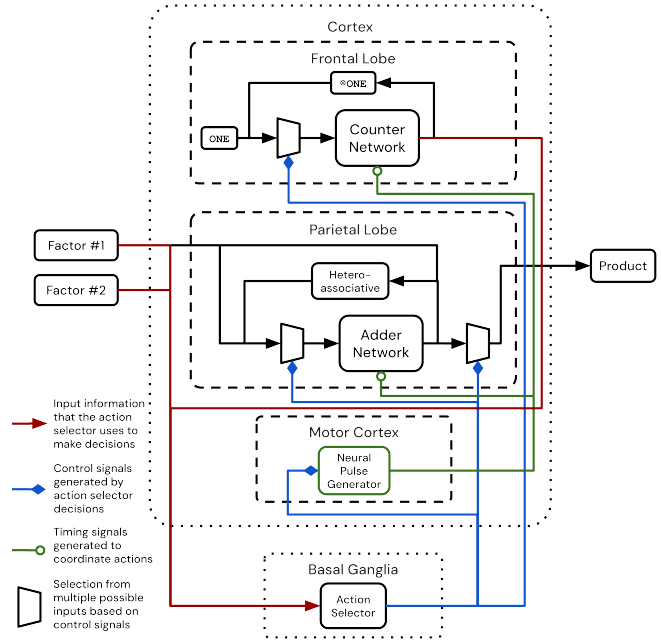 Cortex
Frontal Lobe
⊗ONE
ONE
Counter
Network
Parietal Lobe
Factor #1
Factor #2
Hetero-
associative
Product
Adder
Network
Motor Cortex
Neural
Pulse
Generator
Basal Ganglia
Action
Selector
Input information
that the action
selector uses to
make decisions
Control signals
generated by
action selector
decisions
Timing signals
generated to
coordinate actions
Selection from
multiple possible
inputs based on
control signals